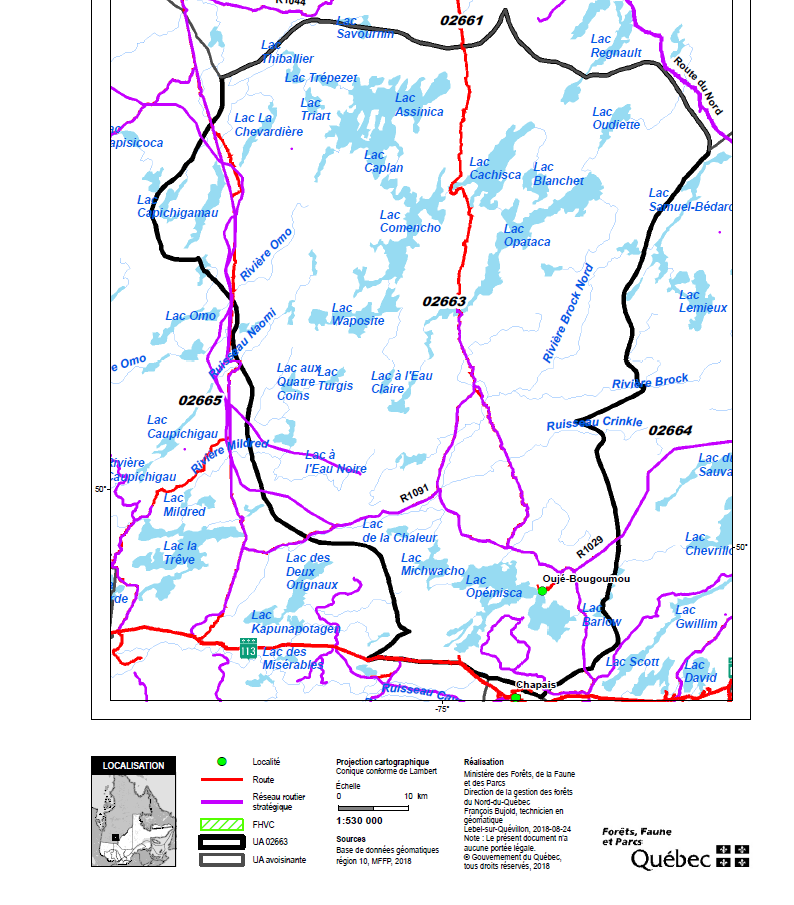 R1044
02661
Lac
Savournin
Lac
Regnault
Lac
Thiballier
Route du Nord
Lac Trépezet
Lac
Triart
Lac
Assinica
Lac
Oudiette
Lac La
Chevardière
apisicoca
Lac
Caplan
Lac
Cachisca
Lac
Blanchet
Lac
Capichigamau
Lac
Samuel-Bédard
Lac
Comencho
Lac
Opataca
Rivière Omo
Rivière Brock Nord
02663
Lac
Lemieux
Lac Omo
Lac
Waposite
Ruisseau Naomi
e Omo
Lac aux
Quatre
Coins
Lac
Turgis
Lac à l'Eau
Claire
Rivière Brock
02665
Ruisseau Crinkle
02664
Lac
Caupichigau
Rivière Mildred
Lac à
l'Eau Noire
Rivière
Caupichigau
Lac du
Sauva
50°
R1091
Lac
Mildred
Lac
de la Chaleur
Lac
Chevrillo
50°
R1029
Lac la
Trêve
Lac des
Deux
Orignaux
Lac
Michwacho
Lac
Opémisca
Oujé-Bougoumou
rde
Lac
Kapunapotagen
Lac
Barlow
Lac
Gwillim
113
Lac des
Misérables
Lac Scott
Lac
David
Chapais
-75°
LOCALISATION
Localité
Route
Réseau routier
stratégique
FHVC
UA 02663
UA avoisinante
Projection cartographique
Conique conforme de Lambert
Échelle
0 10 km
1:530 000
Sources
Base de données géomatiques
région 10, MFFP, 2018
Réalisation
Ministère des Forêts, de la Faune
et des Parcs
Direction de la gestion des forêts
du Nord-du-Québec
François Bujold, technicien en
géomatique
Lebel-sur-Quévillon, 2018-08-24
Note : Le présent document n'a
aucune portée légale.
© Gouvernement du Québec,
tous droits réservés, 2018
Forêts, Faune
et Parcs
Québec